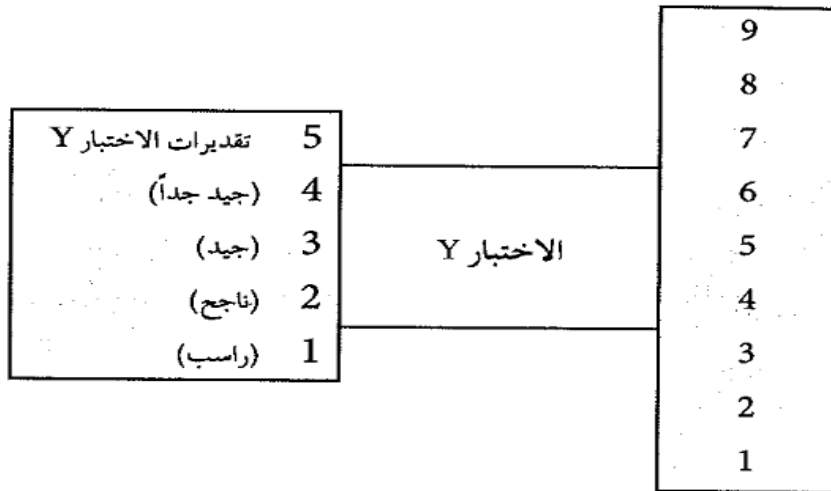 9
8
7
6
5
4
3
2
1
الاختبار Y
5 تقديرات الاختبار Y
4 (جيد جداً)
3 (جيد)
2 (ناجح)
1 (راسب)